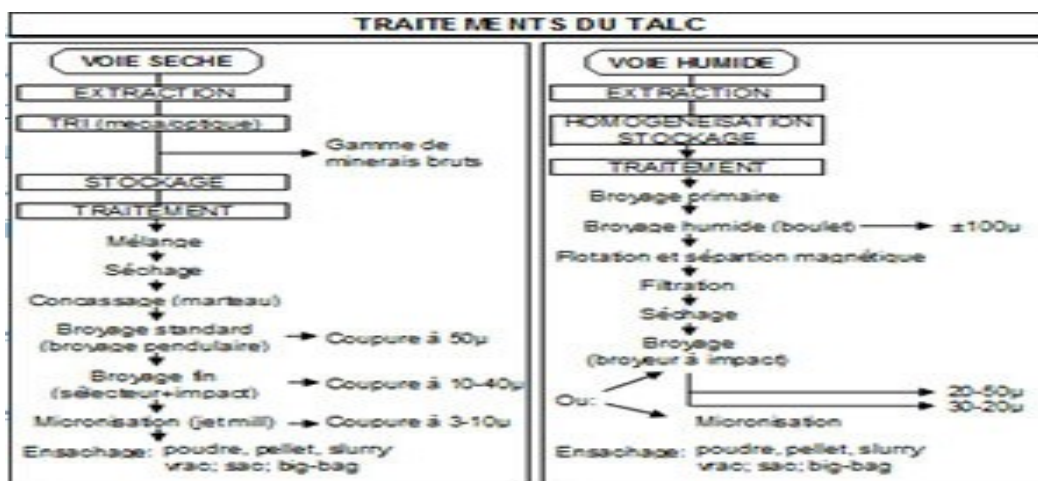 TRAITEMENTS DU TALC
VOIE SECHE
EXTRACTION
TRI (meca/optique)
Gamme de
minerais bruts
STOCKAGE
TRAITEMENT
Mélange
Séchage
Concassage (marteau)
Broyage standard
(broyage pendulaire)
Coupure à 50µ
Broyage fin
(sélecteur+impact)
Coupure à 10-40µ
Micronisation (jet mill)
Coupure à 3-10µ
Ensachage: poudre, pellet, slurry
vrac; sac; big-bag
VOIE HUMIDE
EXTRACTION
HOMOGENEISATION
STOCKAGE
TRAITEMENT
Broyage primaire
Broyage humide (boulet)
±100µ
Flotation et sépartion magnétique
Filtration
Séchage
Broyage
(broyeur à impact)
Ou:
20-50µ
30-20µ
Micronisation
Ensachage: poudre, pellet, slurry
vrac; sac; big-bag